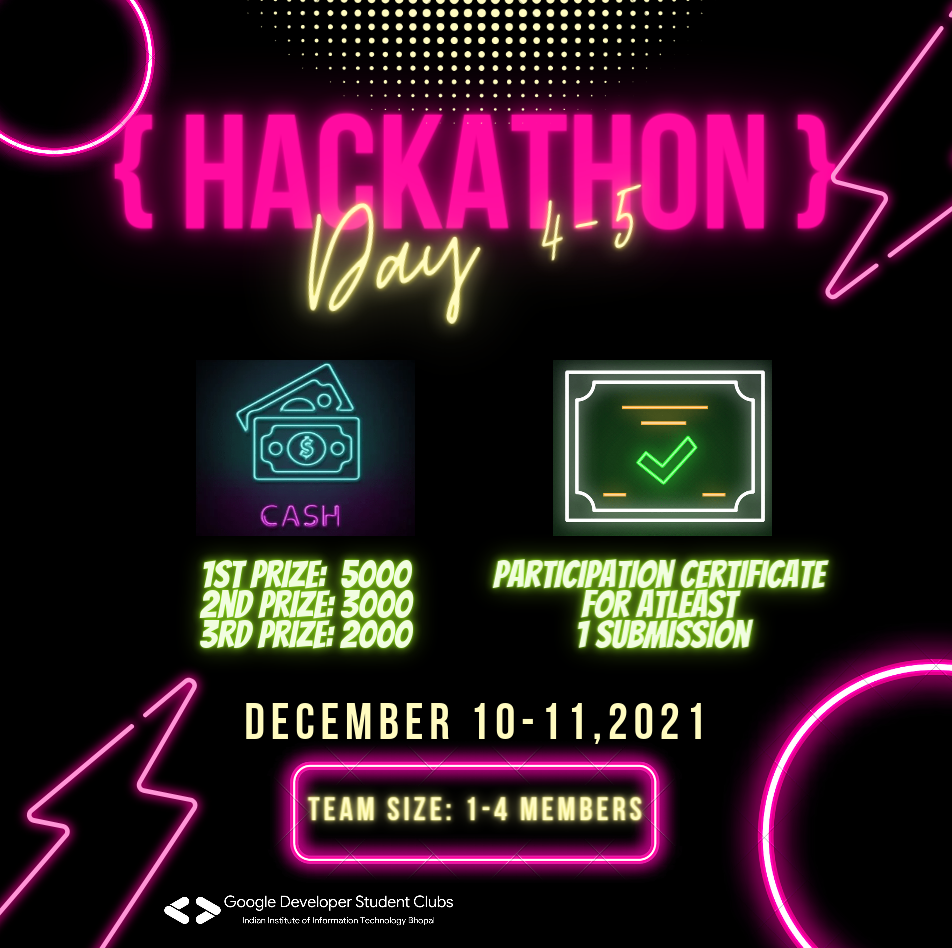 { HACKATHON }
Day 4-5
CASH
1ST PRIZE: 5000
2ND PRIZE: 3000
3RD PRIZE: 2000
PARTICIPATION CERTIFICATE
FOR ATLEAST
1 SUBMISSION
DECEMBER 10-11,2021
TEAM SIZE: 1-4 MEMBERS
Google Developer Student Clubs
Indian Institute of Information Technology Bhopal